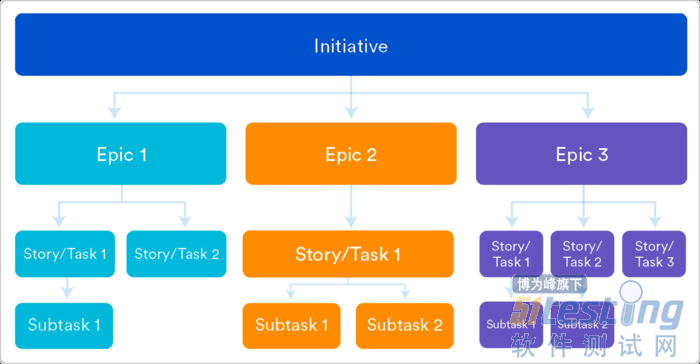 Initiative
Epic 1
Epic 2
Epic 3
Story/Task 1
Story/Task 2
Story/Task 1
Story/
Task 1
Story/
Task 2
Story/
Task 3
Subtask 1
Subtask 1
Subtask 2
Subtask 1
Subtask 2
博为峰旗下
51testing
软件测试网